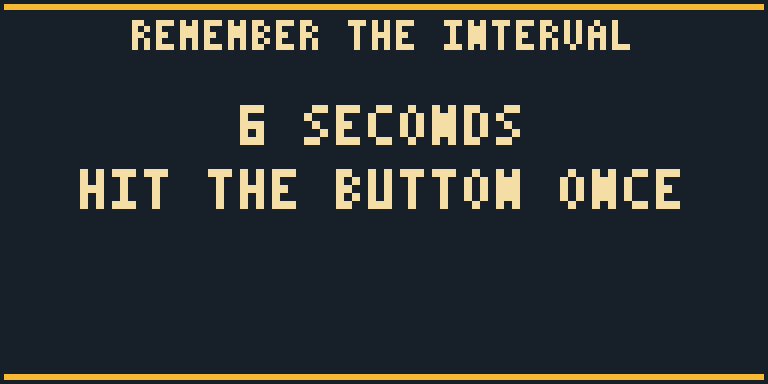 REMEMBER THE INTERVAL
6 SECONDS
HIT THE BUTTON ONCE